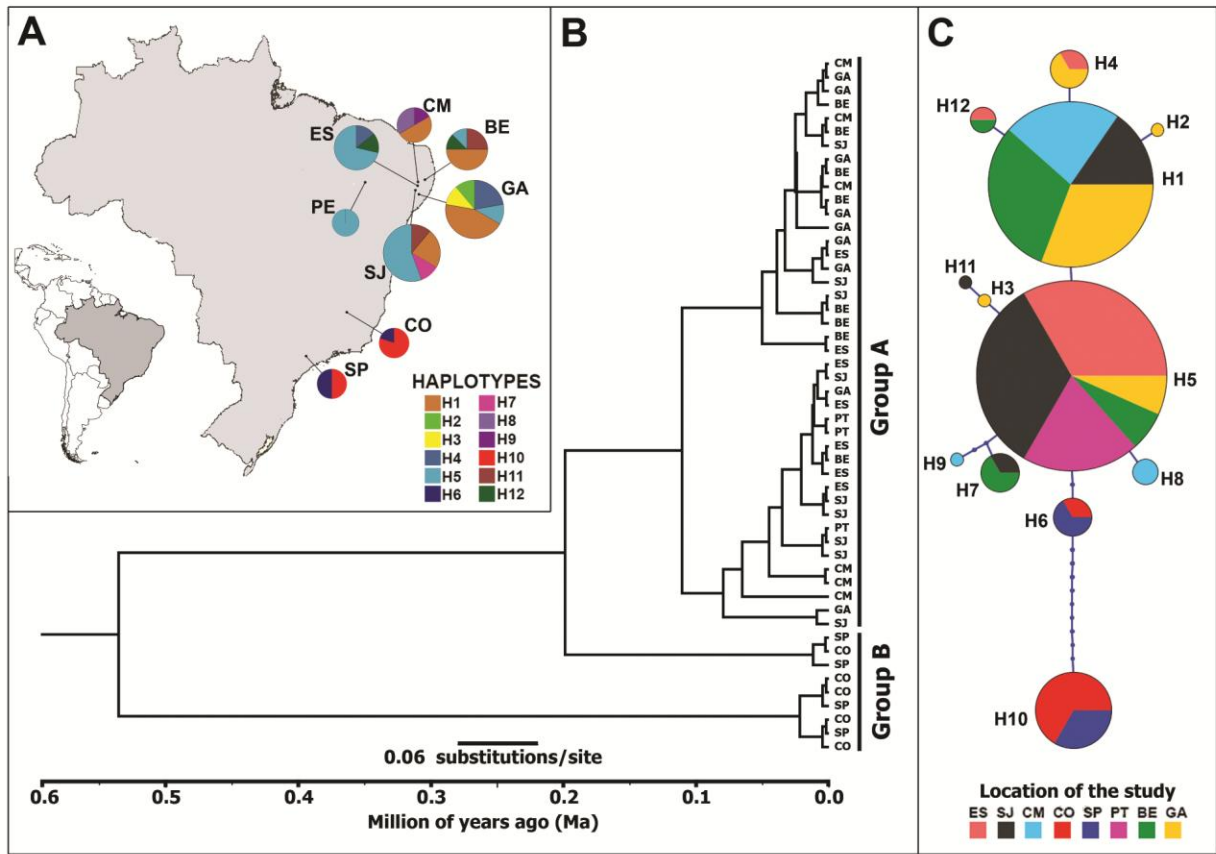 A
CM
ES
BE
GA
PE
SJ
CO
SP
HAPLOTYPES
H1 H7
H2 H8
H3 H9
H4 H10
H5 H11
H6 H12
B
CM
GA
GA
BE
CM
BE
SJ
GA
BE
CM
BE
GA
GA
GA
ES
GA
SJ
SJ
BE
BE
BE
ES
ES
SJ
GA
ES
PT
PT
ES
BE
ES
ES
SJ
SJ
PT
SJ
SJ
CM
CM
CM
GA
SJ
SP
CO
SP
CO
CO
SP
CO
SP
CO
Group A
Group B
0.06 substitutions/site
0.6 0.5 0.4 0.3 0.2 0.1 0.0
Million of years ago (Ma)
C
H4
H12
H2
H1
H11
H3
H5
H9
H7
H8
H6
H10
Location of the study
ES SJ CM CO SP PT BE GA